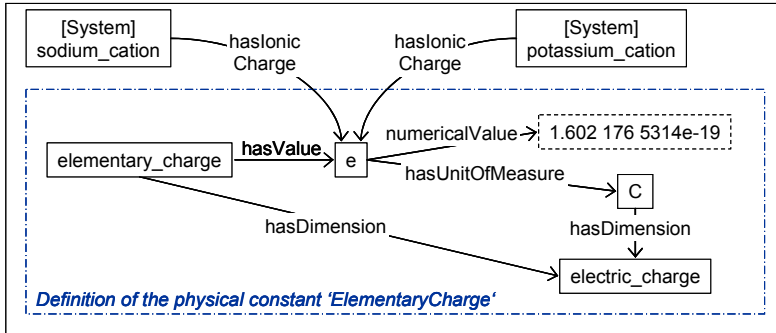 [System]
sodium_cation
hasIonic
Charge
hasIonic
Charge
[System]
potassium_cation
elementary_charge
hasValue
e
numericalValue
1.602 176 5314e-19
hasUnitOfMeasure
C
hasDimension
hasDimension
electric_charge
Definition of the physical constant ‘ElementaryCharge‘